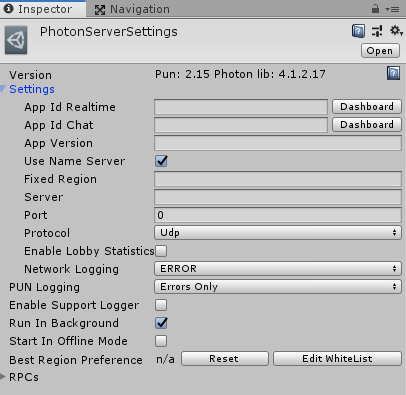 Inspector Navigation
PhotonServerSettings
Open
Version Pun: 2.15 Photon lib: 4.1.2.17
Settings
App Id Realtime Dashboard
App Id Chat Dashboard
App Version
Use Name Server
Fixed Region
Server
Port 0
Protocol Udp
Enable Lobby Statistics
Network Logging ERROR
PUN Logging Errors Only
Enable Support Logger
Run In Background
Start In Offline Mode
Best Region Preference n/a Reset Edit WhiteList
RPCs